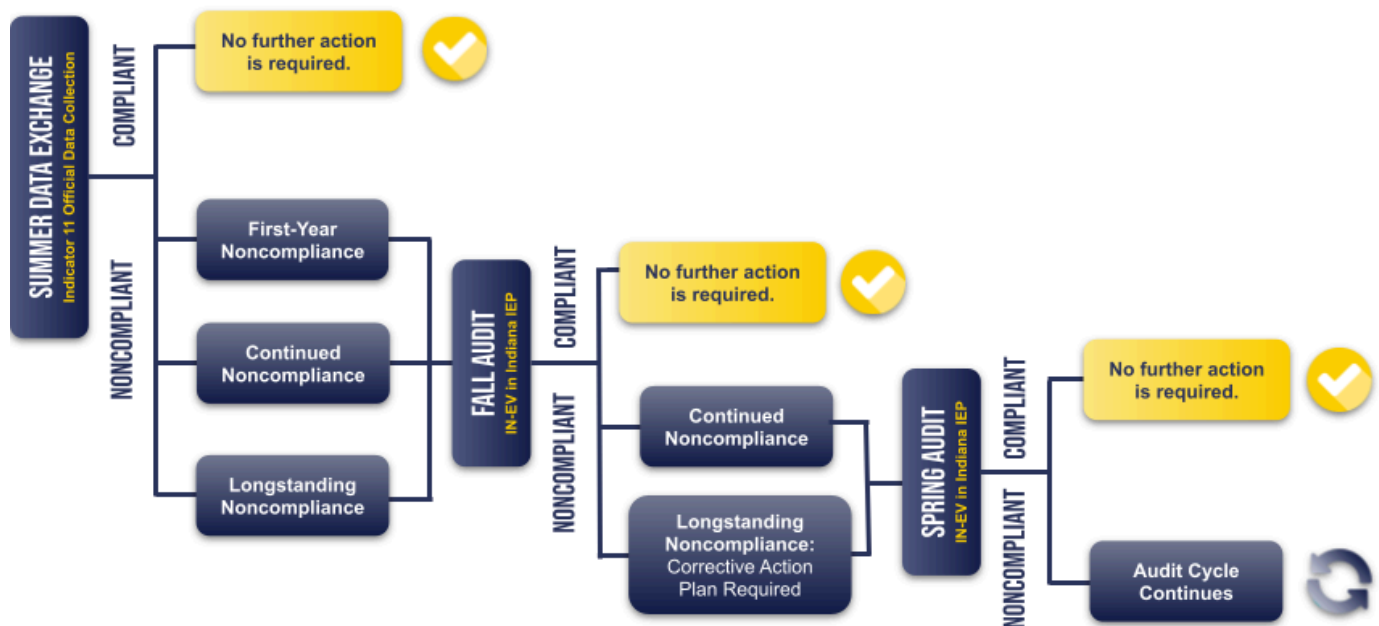 SUMMER DATA EXCHANGE
Indicator 11 Official Data Collection
COMPLIANT
No further action
is required.
NONCOMPLIANT
First-Year
Noncompliance
Continued
Noncompliance
Longstanding
Noncompliance
FALL AUDIT
IN-EV in Indiana IEP
COMPLIANT
No further action
is required.
NONCOMPLIANT
Continued
Noncompliance
Longstanding
Noncompliance:
Corrective Action
Plan Required
SPRING AUDIT
IN-EV in Indiana IEP
COMPLIANT
No further action
is required.
NONCOMPLIANT
Audit Cycle
Continues